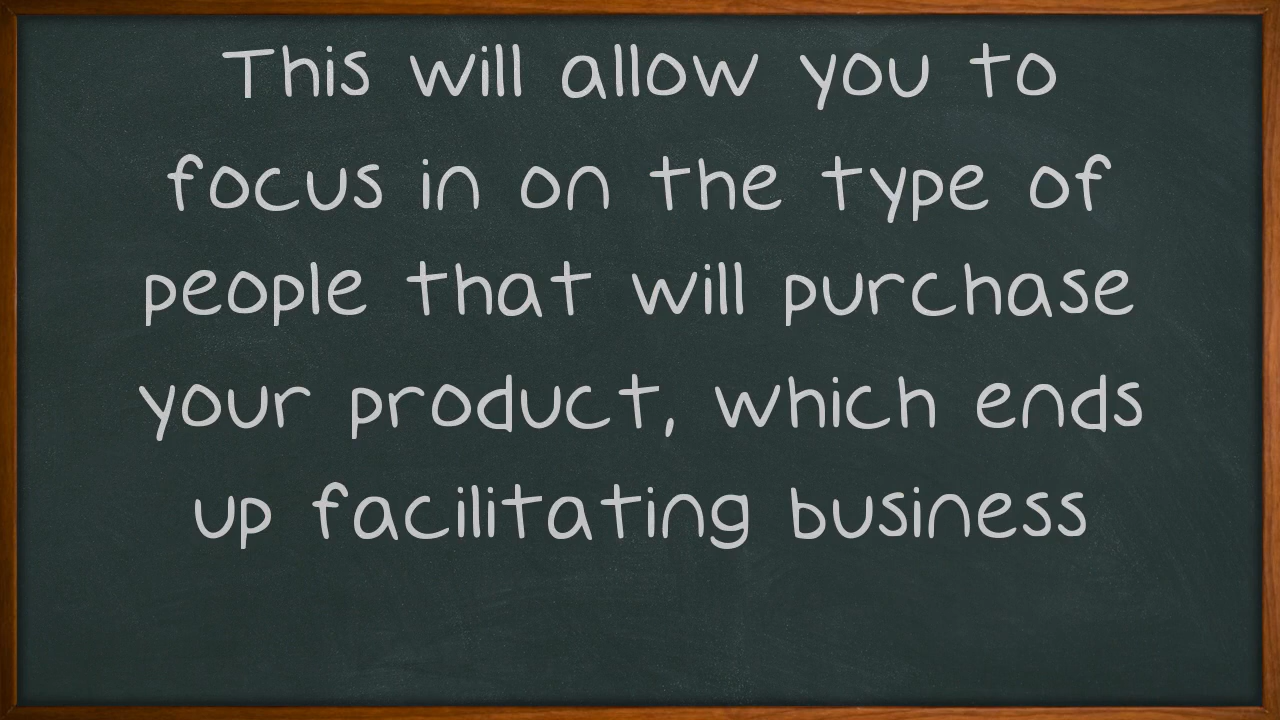 This will allow you to
focus in on the type of
people that will purchase
your product, which ends
up facilitating business